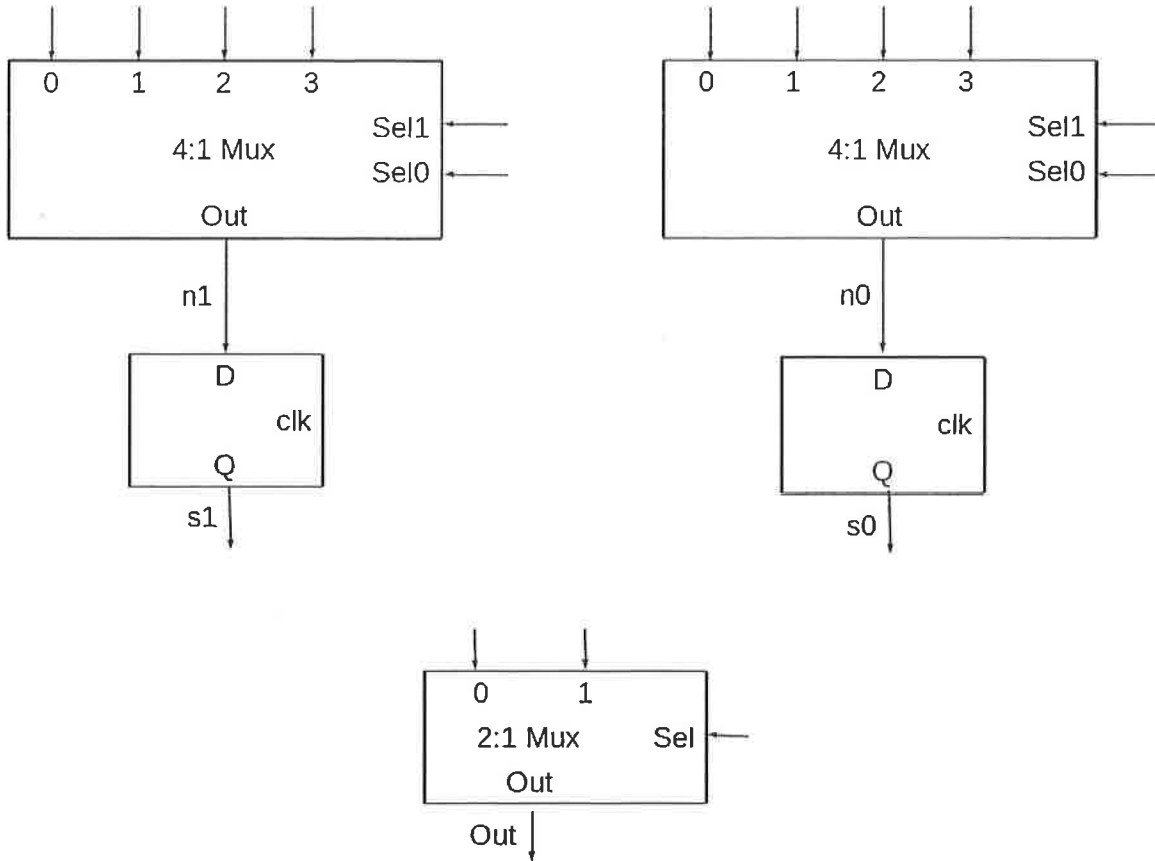 0 1 2 3
Sel1
4:1 Mux
Sel0
Out
n1
D
clk
Q
s1
0 1 2 3
Sel1
4:1 Mux
Sel0
Out
n0
D
clk
Q
s0
0 1
2:1 Mux Sel
Out
Out